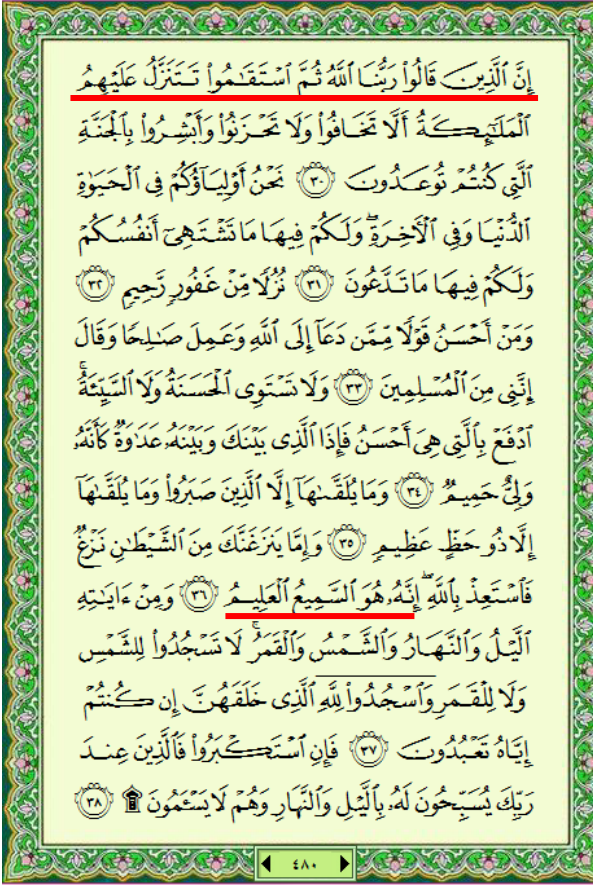 إِنَّ ٱلَّذِينَ قَالُوا۟ رَبُّنَا ٱللَّهُ ثُمَّ ٱسْتَقَـٰمُوا۟ تَتَنَزَّلُ عَلَيْهِمُ
ٱلْمَلَـٰٓئِكَةُ أَلَّا تَخَافُوا۟ وَلَا تَحْزَنُوا۟ وَأَبْشِرُوا۟ بِٱلْجَنَّةِ
ٱلَّتِى كُنتُمْ تُوعَدُونَ ٣٠ نَحْنُ أَوْلِيَآؤُكُمْ فِى ٱلْحَيَوٰةِ
ٱلدُّنْيَا وَفِى ٱلْـَٔاخِرَةِ ۖ وَلَكُمْ فِيهَا مَا تَشْتَهِىٓ أَنفُسُكُمْ
وَلَكُمْ فِيهَا مَا تَدَّعُونَ ٣١ نُزُلًا مِّنْ غَفُورٍ رَّحِيمٍ ٣٢
وَمَنْ أَحْسَنُ قَوْلًا مِّمَّن دَعَآ إِلَى ٱللَّهِ وَعَمِلَ صَـٰلِحًا وَقَالَ
إِنَّنِى مِنَ ٱلْمُسْلِمِينَ ٣٣ وَلَا تَسْتَوِى ٱلْحَسَنَةُ وَلَا ٱلسَّيِّئَةُ ۚ
ٱدْفَعْ بِٱلَّتِى هِىَ أَحْسَنُ فَإِذَا ٱلَّذِى بَيْنَكَ وَبَيْنَهُۥ عَدَٰوَةٌ كَأَنَّهُۥ
وَلِىٌّ حَمِيمٌ ٣٤ وَمَا يُلَقَّىٰهَآ إِلَّا ٱلَّذِينَ صَبَرُوا۟ وَمَا يُلَقَّىٰهَآ
إِلَّا ذُو حَظٍّ عَظِيمٍ ٣٥ وَإِمَّا يَنزَغَنَّكَ مِنَ ٱلشَّيْطَـٰنِ نَزْغٌ
فَٱسْتَعِذْ بِٱللَّهِ ۖ إِنَّهُۥ هُوَ ٱلسَّمِيعُ ٱلْعَلِيمُ ٣٦ وَمِنْ ءَايَـٰتِهِ
ٱلَّيْلُ وَٱلنَّهَارُ وَٱلشَّمْسُ وَٱلْقَمَرُ ۚ لَا تَسْجُدُوا۟ لِلشَّمْسِ
وَلَا لِلْقَمَرِ وَٱسْجُدُوا۟ لِلَّهِ ٱلَّذِى خَلَقَهُنَّ إِن كُنتُمْ
إِيَّاهُ تَعْبُدُونَ ٣٧ فَإِنِ ٱسْتَكْبَرُوا۟ فَٱلَّذِينَ عِندَ
رَبِّكَ يُسَبِّحُونَ لَهُۥ بِٱلَّيْلِ وَٱلنَّهَارِ وَهُمْ لَا يَسْـَٔمُونَ ۩ ٣٨
٤٨٠